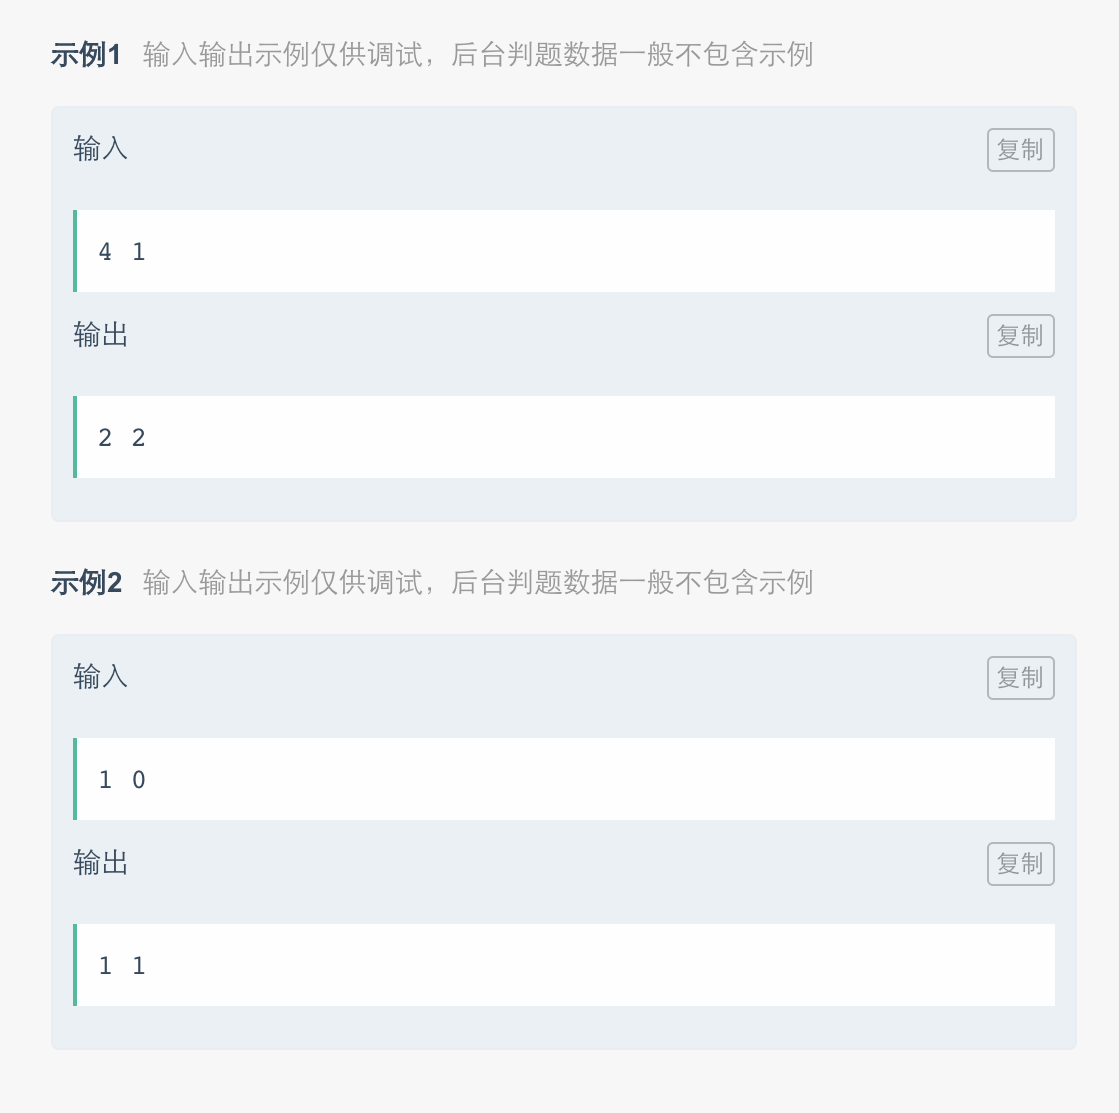 示例1 输入输出示例仅供调试，后台判题数据一般不包含示例
输入
复制
4 1
输出
复制
2 2
示例2 输入输出示例仅供调试，后台判题数据一般不包含示例
输入
复制
1 0
输出
复制
1 1